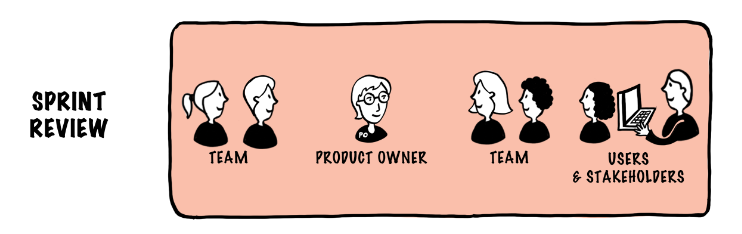 SPRINT
REVIEW
PO
TEAM
PRODUCT OWNER
TEAM
USERS
& STAKEHOLDERS